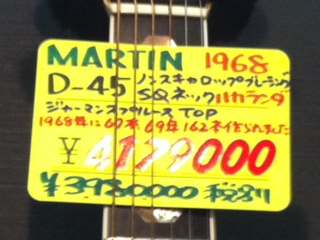 MARTIN 1968
D-45 ノンスキャロップブレーシング
SQネック ハカランダ
ジャーマンスプルース TOP
1968年に67本 69年162本作られました
¥4179000
¥3980000 税別